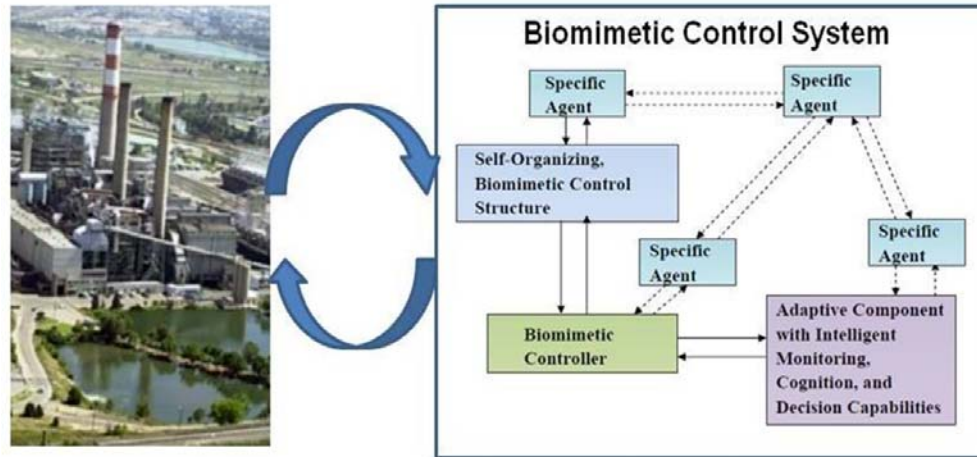 Biomimetic Control System
Specific
Agent
Specific
Agent
Self-Organizing,
Biomimetic Control
Structure
Specific
Agent
Specific
Agent
Biomimetic
Controller
Adaptive Component
with Intelligent
Monitoring,
Cognition, and
Decision Capabilities